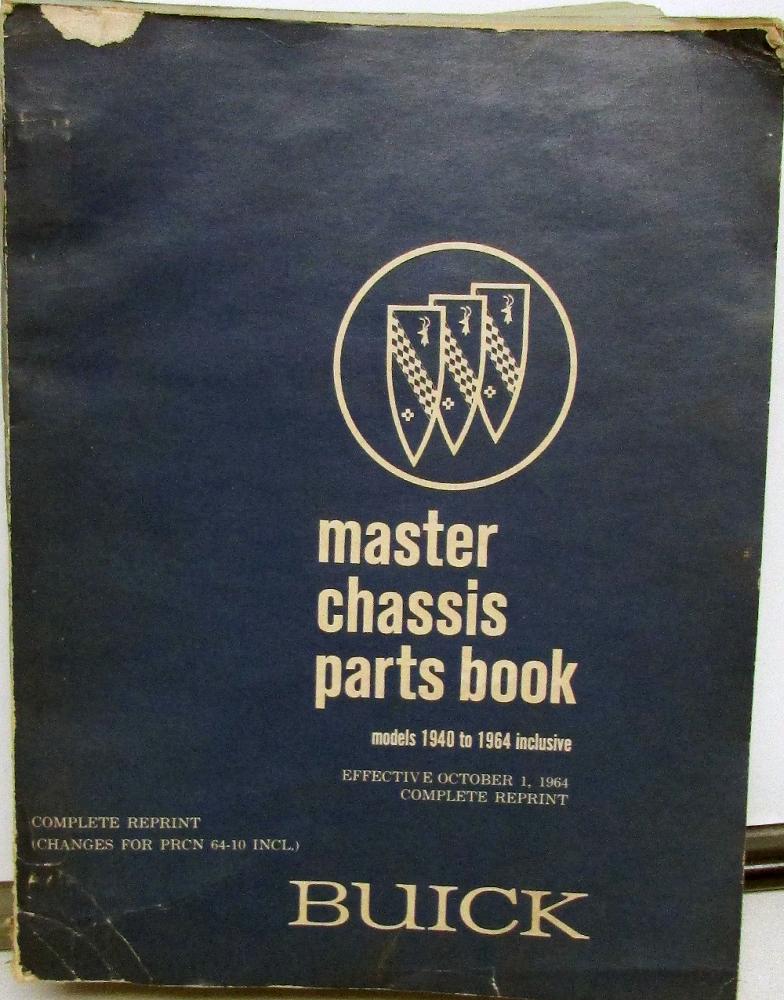 master
chassis
parts book
models 1940 to 1964 inclusive
EFFECTIVE OCTOBER 1, 1964
COMPLETE REPRINT
COMPLETE REPRINT
(CHANGES FOR PRCN 64-10 INCL.)
BUICK